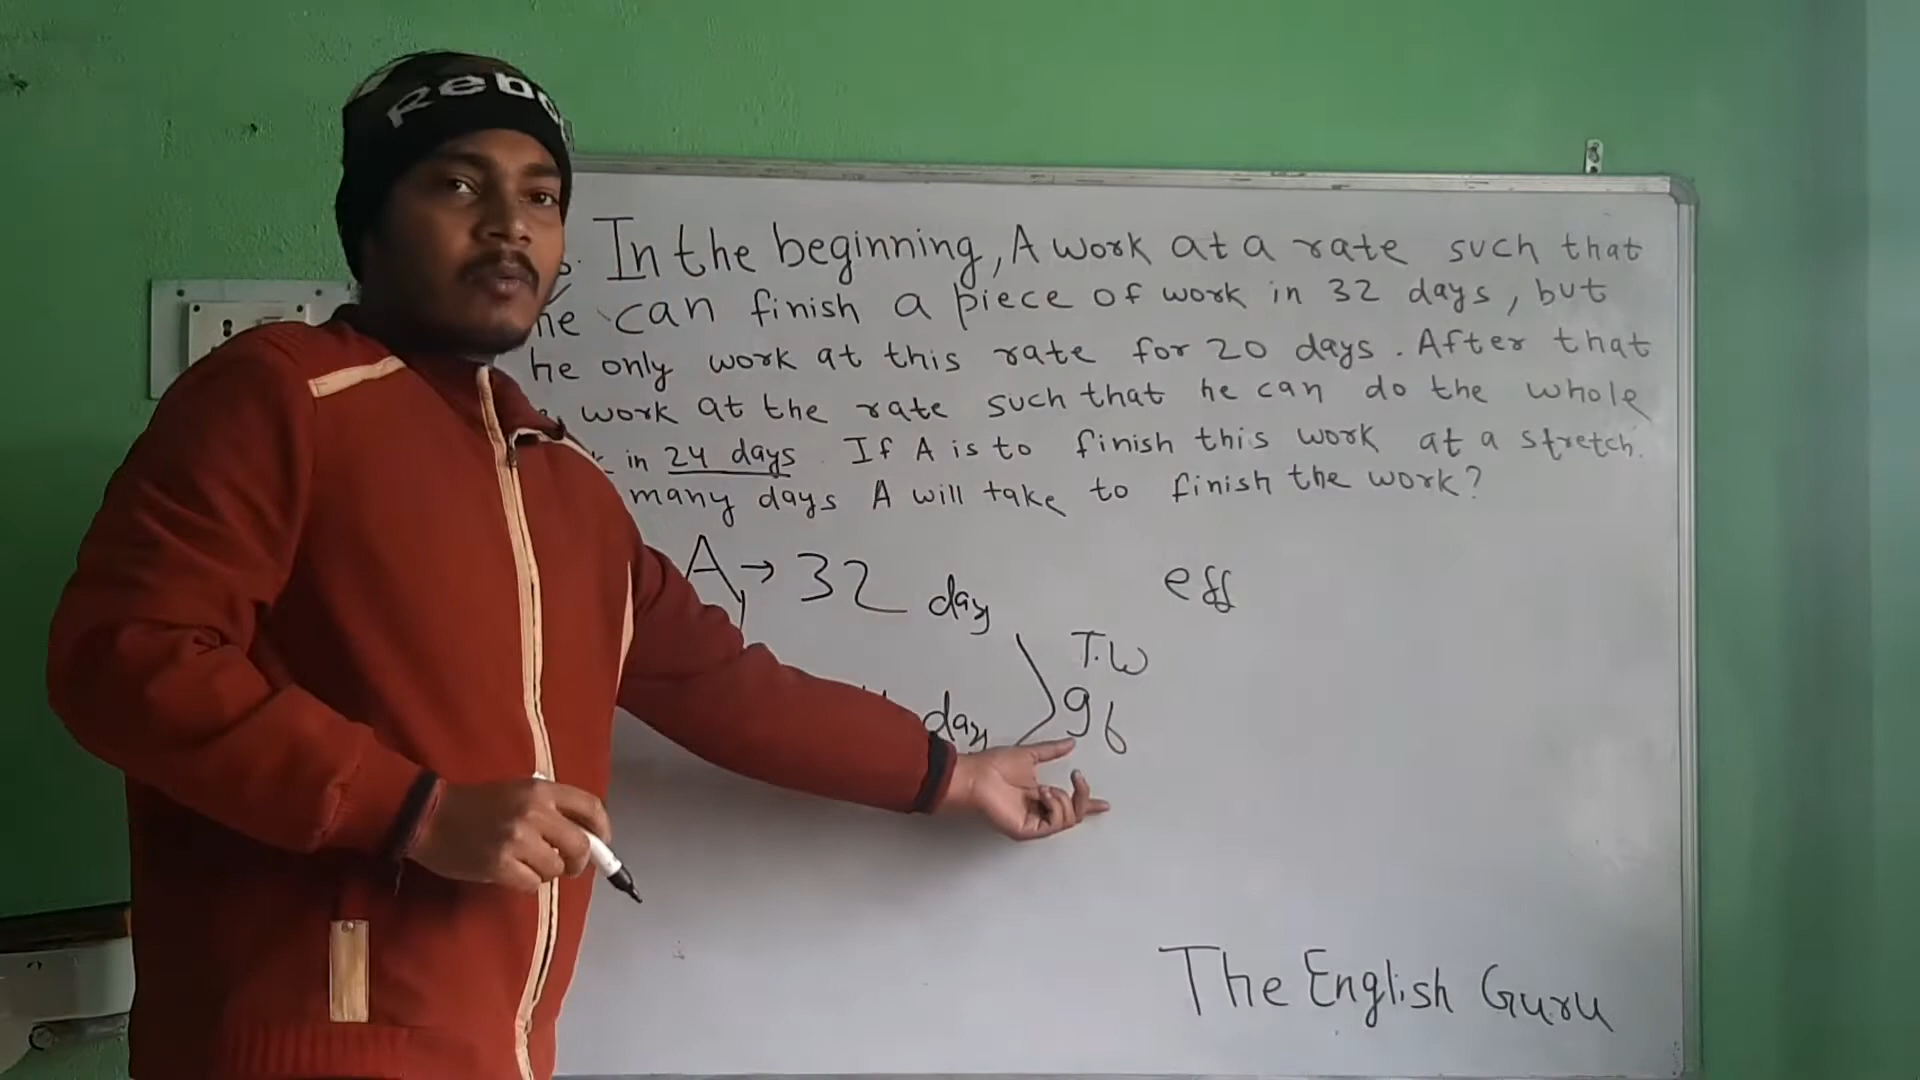 Reeb
In the beginning, A work at a rate such that
he can finish a piece of work in 32 days, but
he only work at this rate for 20 days. After that
work at the rate such that he can do the whole
in 24 days If A is to finish this work at a stretch.
many days A will take to finish the work?
A → 32 day
eff
T.W
day
96
The English Guru